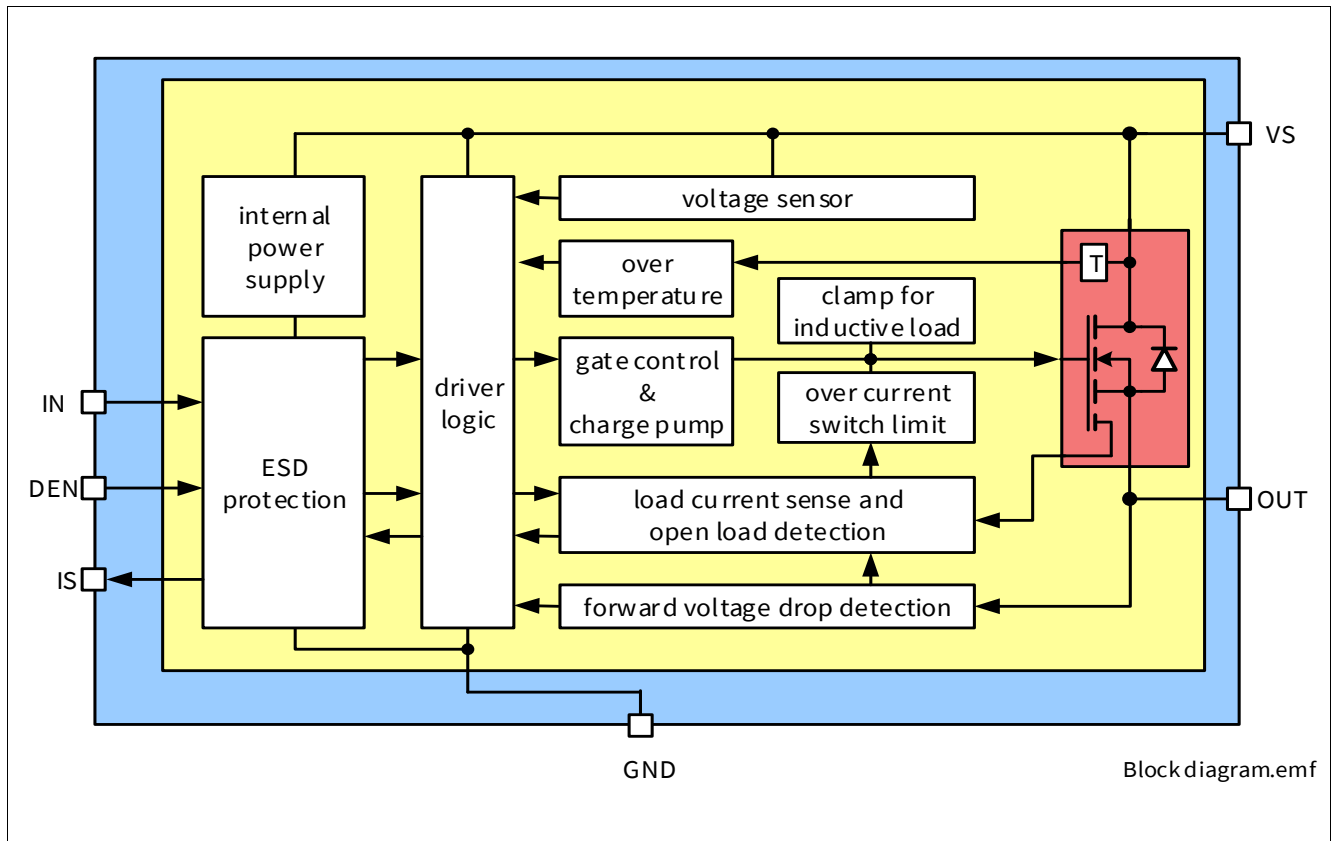 VS
voltage sensor
internal
power
supply
over
temperature
T
clamp for
inductive load
driver
logic
gate control
&
charge pump
over current
switch limit
IN
DEN
IS
ESD
protection
load current sense and
open load detection
OUT
forward voltage drop detection
GND
Block diagram.emf